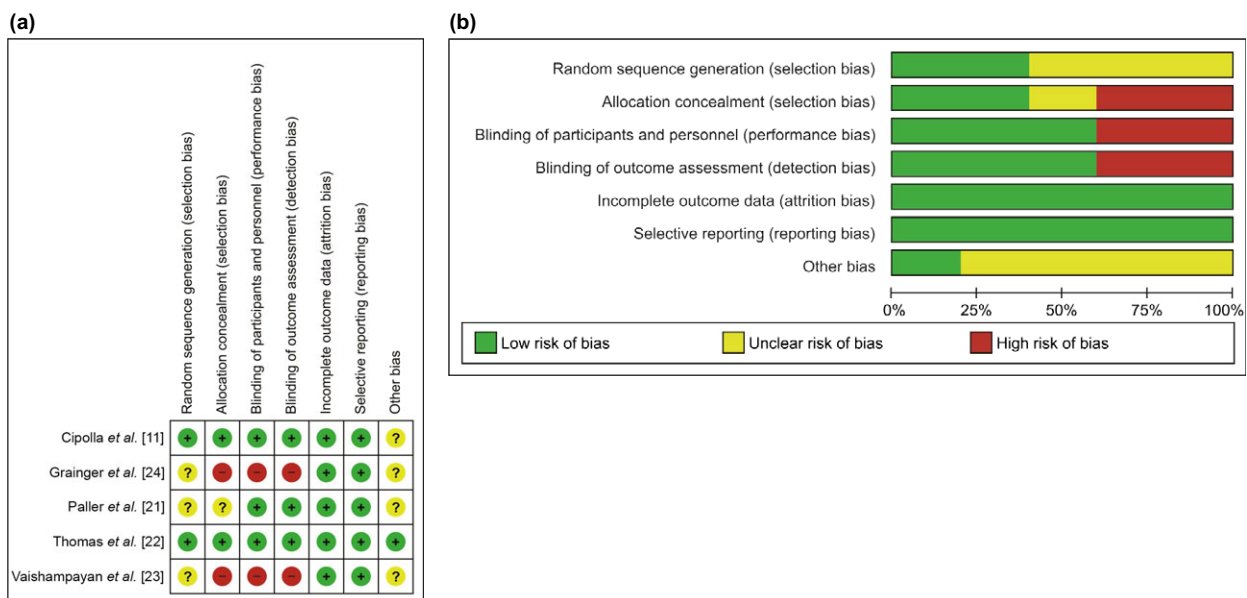 (a)
Random sequence generation (selection bias)
Allocation concealment (selection bias)
Blinding of participants and personnel (performance bias)
Blinding of outcome assessment (detection bias)
Incomplete outcome data (attrition bias)
Selective reporting (reporting bias)
Other bias
Cipolla et al. [11] + + + + + + ?
Grainger et al. [24] ? − − − + + ?
Paller et al. [21] ? ? + + + + ?
Thomas et al. [22] + + + + + + +
Vaishampayan et al. [23] ? − − − + + ?
(b)
Random sequence generation (selection bias)
Allocation concealment (selection bias)
Blinding of participants and personnel (performance bias)
Blinding of outcome assessment (detection bias)
Incomplete outcome data (attrition bias)
Selective reporting (reporting bias)
Other bias
0% 25% 50% 75% 100%
Low risk of bias Unclear risk of bias High risk of bias